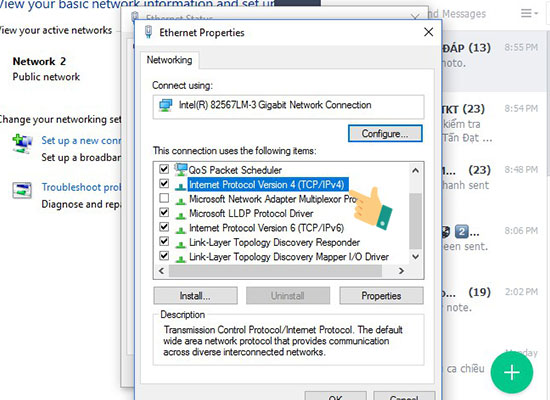 View your basic network information and set up
View your active networks
Network 2
Public network
Change your networking set
Set up a new conn
Set up a broadban
Troubleshoot prob
Diagnose and repa
Ethernet Status
Ethernet Properties
Networking
Connect using:
Intel(R) 82567LM-3 Gigabit Network Connection
Configure...
This connection uses the following items:
QoS Packet Scheduler
Internet Protocol Version 4 (TCP/IPv4)
Microsoft Network Adapter Multiplexor Pro
Microsoft LLDP Protocol Driver
Internet Protocol Version 6 (TCP/IPv6)
Link-Layer Topology Discovery Responder
Link-Layer Topology Discovery Mapper I/O Driver
Install...
Uninstall
Properties
Description
Transmission Control Protocol/Internet Protocol. The default
wide area network protocol that provides communication
across diverse interconnected networks.
OK
Cancel
nd Messages
ĐÁP (13)
8:55 PM
hoto.
TKT (23)
8:54 PM
kiểm tra
Tấn Đạt ...
M... (23)
8:48 PM
hanh sent
2 ...
8:06 PM
een sent.
o... (19)
2:02 PM
note.
Monday
ca chiều